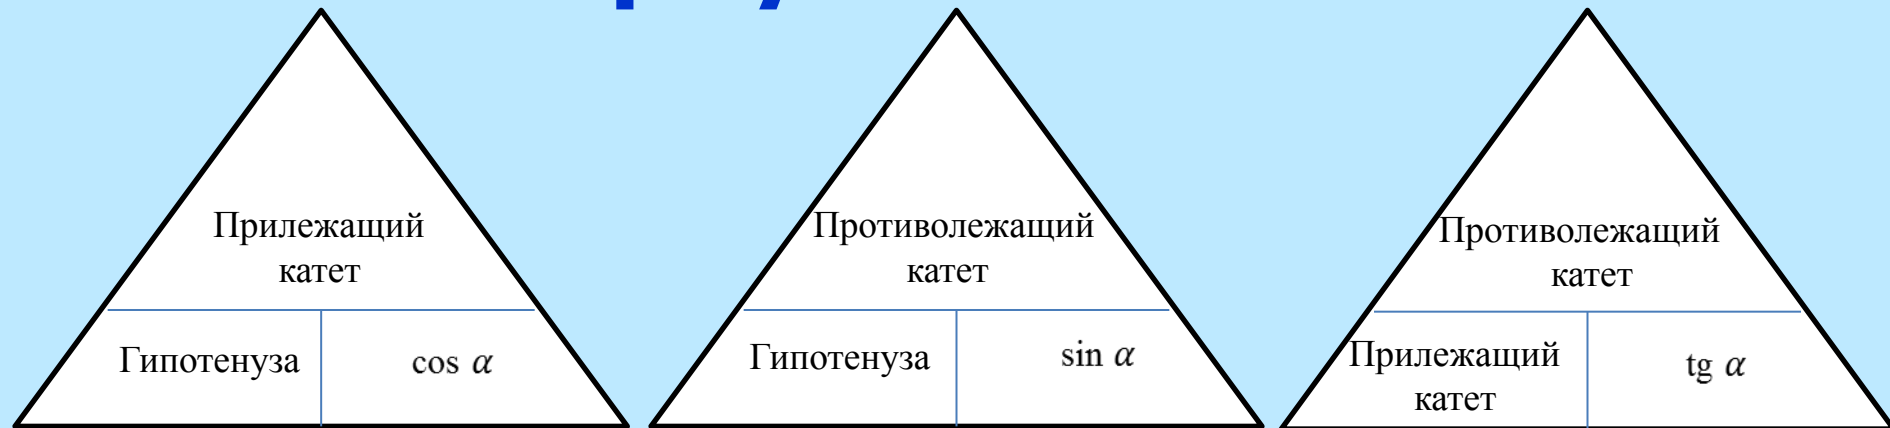 Прилежащий
катет
Гипотенуза
cos α
Противолежащий
катет
Гипотенуза
sin α
Противолежащий
катет
Прилежащий
катет
tg α